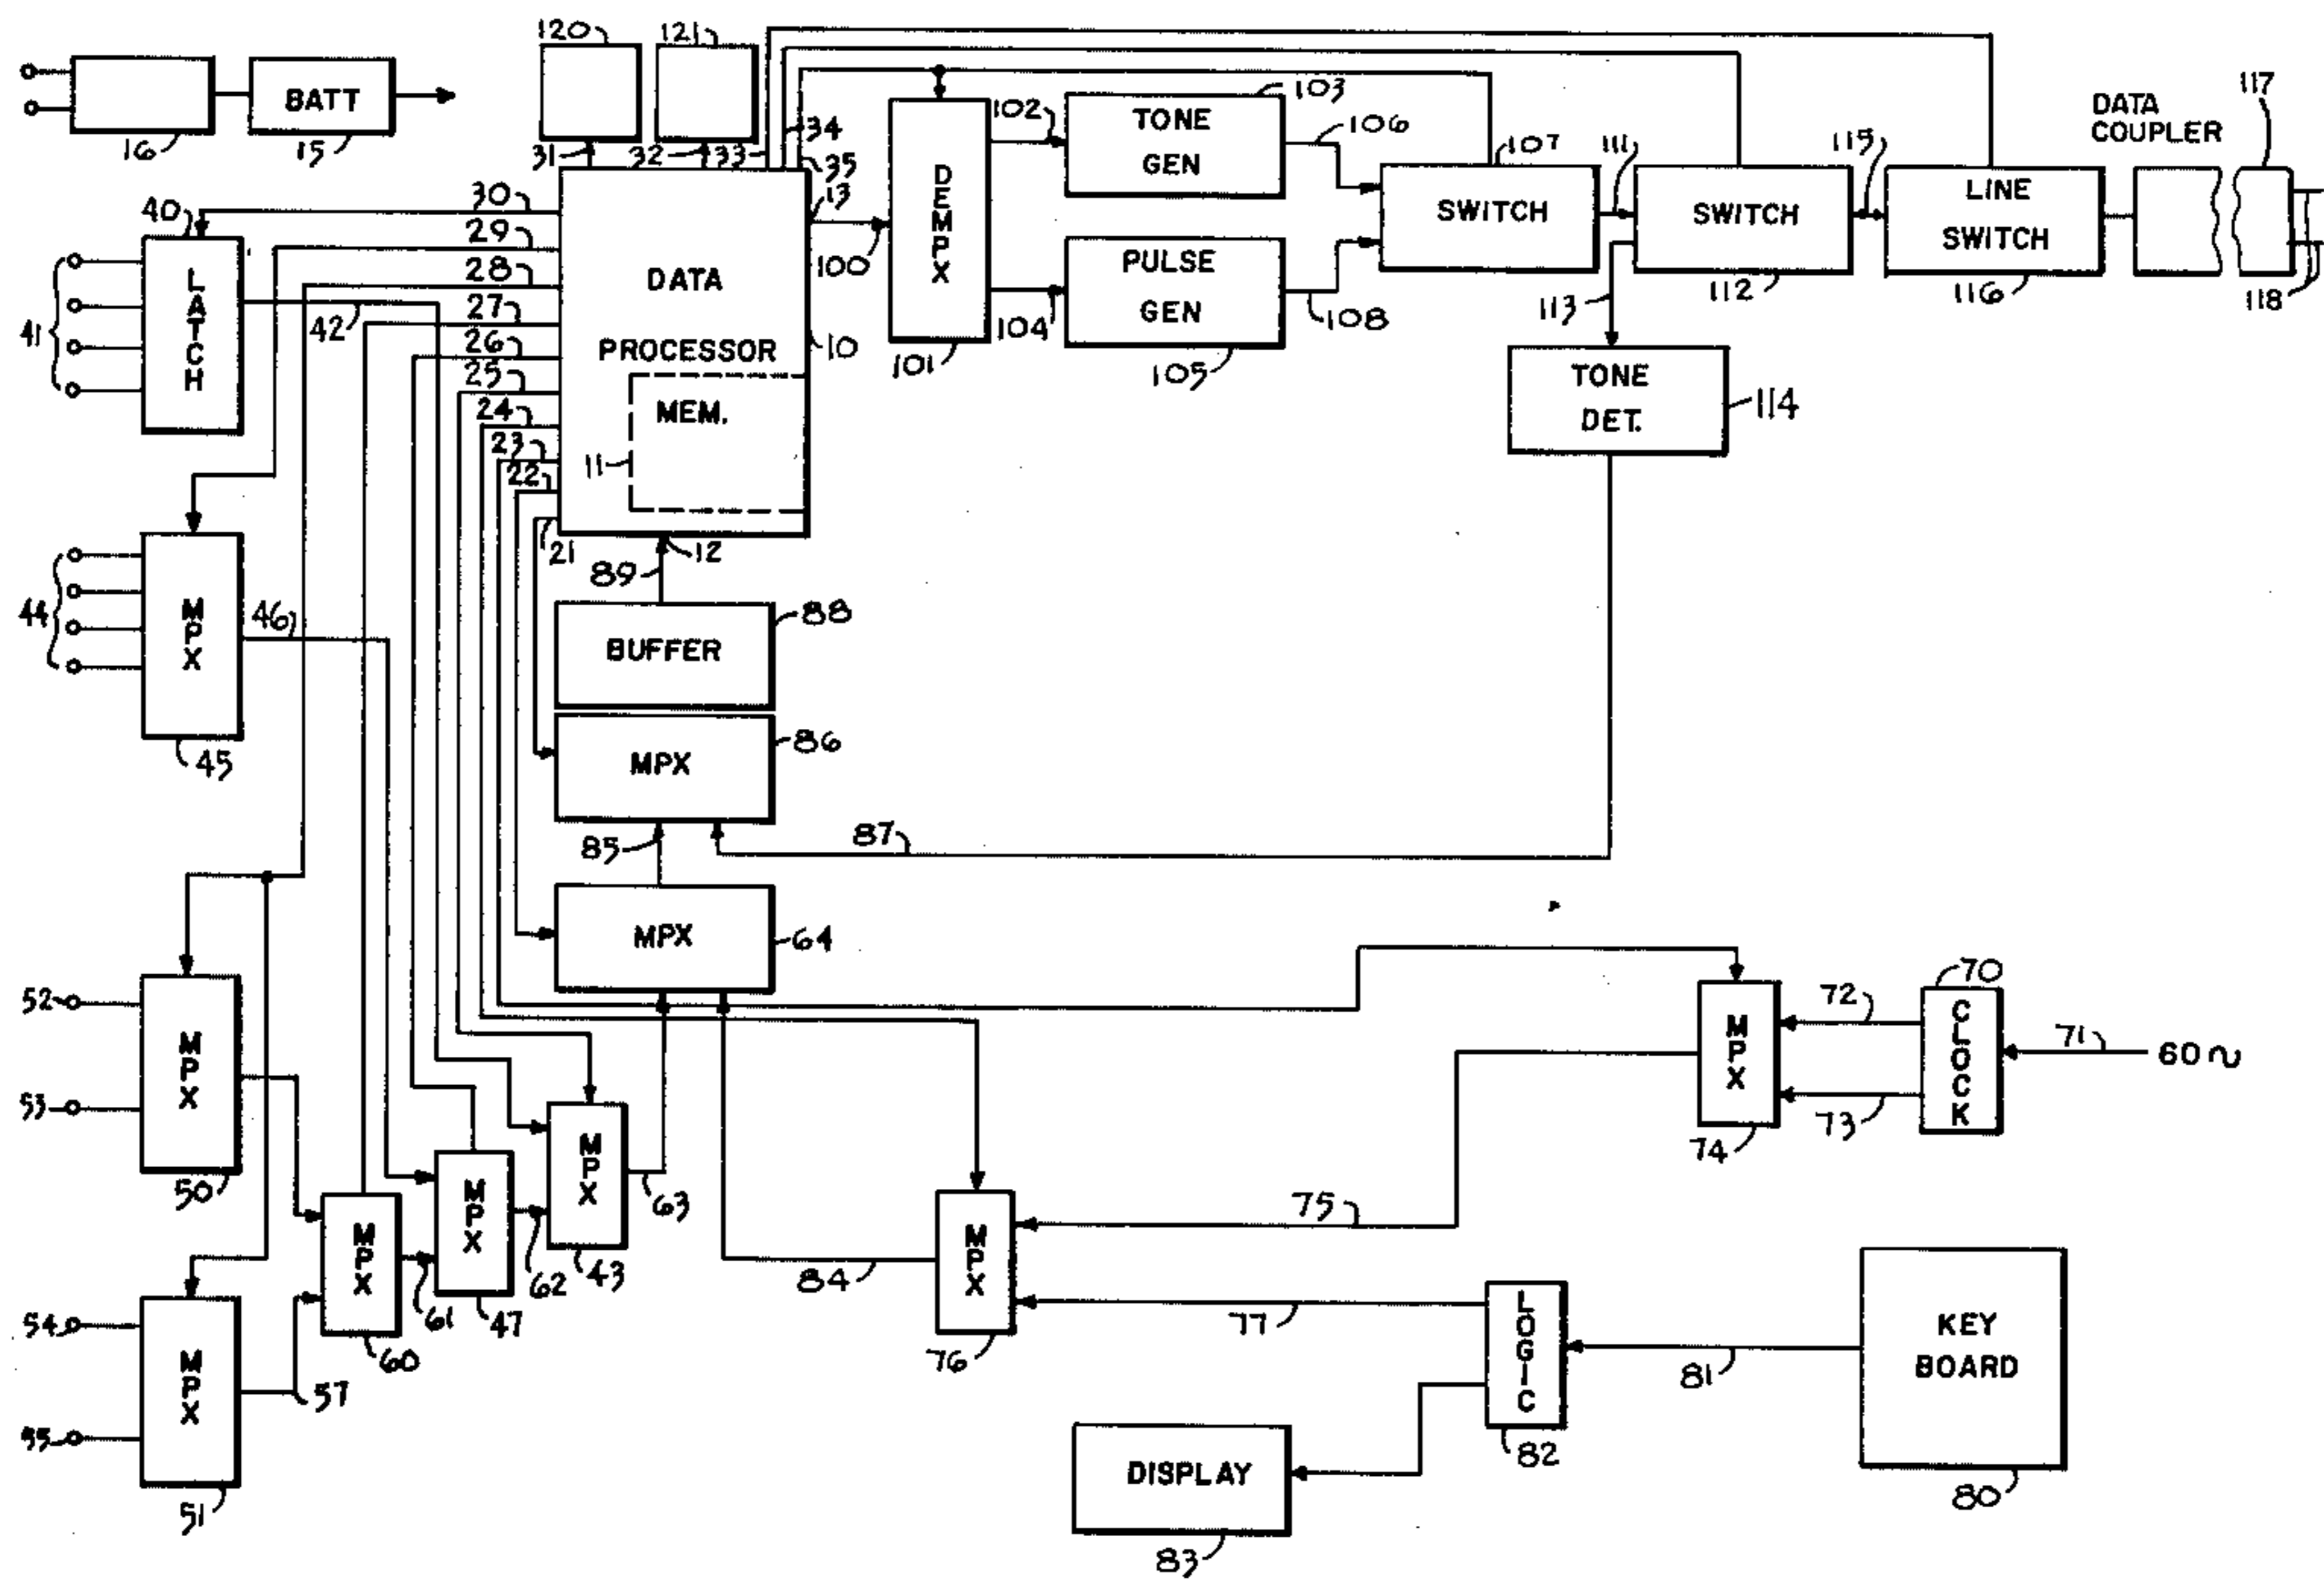 120
121
BATT
16
15
31
32
33
34
35
13
30
29
28
27
26
25
24
23
22
21
40
LATCH
41
42
DATA
PROCESSOR
MEM.
10
11
12
100
DEMPX
101
102
TONE
GEN
103
104
PULSE
GEN
105
106
108
SWITCH
107
111
SWITCH
112
113
115
LINE
SWITCH
116
DATA
COUPLER
117
118
TONE
DET.
114
44
MPX
45
46
89
BUFFER
88
MPX
86
85
87
MPX
64
52
53
MPX
50
54
55
MPX
51
57
MPX
60
61
MPX
47
62
MPX
43
63
84
MPX
76
75
77
MPX
74
72
73
70
CLOCK
71
60~
LOGIC
82
81
KEY
BOARD
80
DISPLAY
83